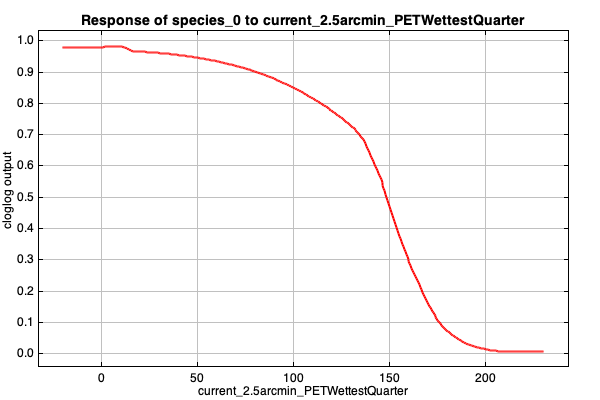 Response of species_0 to current_2.5arcmin_PETWettestQuarter
1.0
0.9
0.8
0.7
0.6
0.5
0.4
0.3
0.2
0.1
0.0
cloglog output
0 50 100 150 200
current_2.5arcmin_PETWettestQuarter